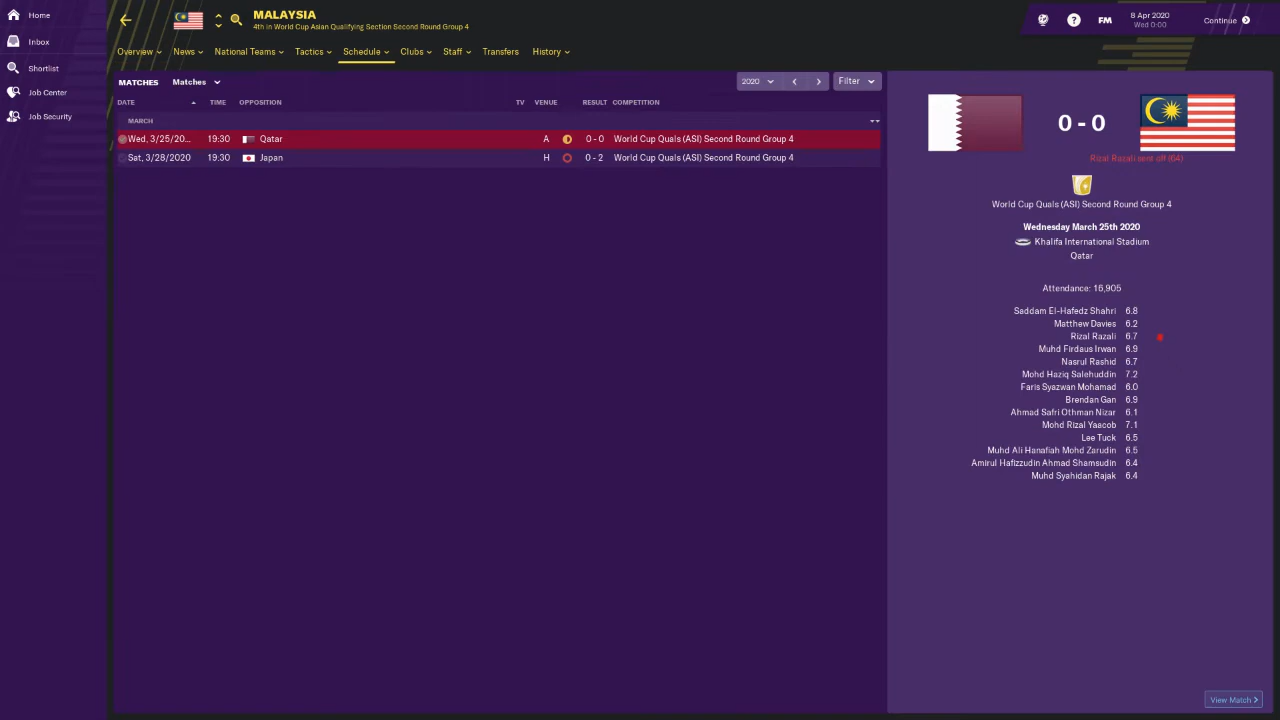 Home
Inbox
Shortlist
Job Center
Job Security
MALAYSIA
4th in World Cup Asian Qualifying Section Second Round Group 4
FM
8 Apr 2020
Wed 0:00
Continue
Overview News National Teams Tactics Schedule Clubs Staff Transfers History
MATCHES Matches 2020 Filter
DATE TIME OPPOSITION TV VENUE RESULT COMPETITION
MARCH
Wed, 3/25/20... 19:30 Qatar A 0 - 0 World Cup Quals (ASI) Second Round Group 4
Sat, 3/28/2020 19:30 Japan H 0 - 2 World Cup Quals (ASI) Second Round Group 4
0 - 0
Rizal Razali sent off (64)
World Cup Quals (ASI) Second Round Group 4
Wednesday March 25th 2020
Khalifa International Stadium
Qatar
Attendance: 15,905
Saddam El-Hafedz Shahri 6.8
Matthew Davies 6.2
Rizal Razali 6.7
Muhd Firdaus Irwan 6.9
Nasrul Rashid 6.7
Mohd Haziq Salehuddin 7.2
Faris Syazwan Mohamad 6.0
Brendan Gan 6.9
Ahmad Safri Othman Nizar 6.1
Mohd Rizal Yaacob 7.1
Lee Tuck 6.5
Muhd Ali Hanafiah Mohd Zarudin 6.5
Amirul Hafizzudin Ahmad Shamsudin 6.4
Muhd Syahidan Rajak 6.4
View Match